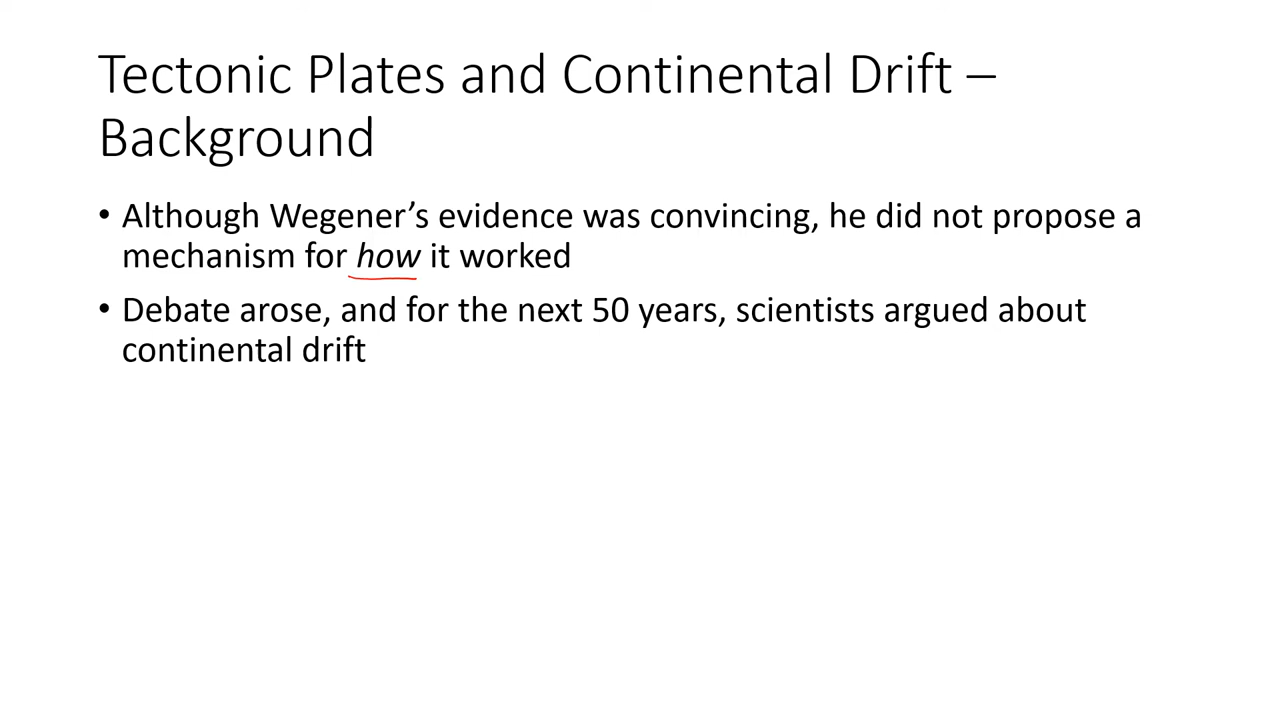 Tectonic Plates and Continental Drift –
Background
• Although Wegener’s evidence was convincing, he did not propose a
mechanism for how it worked
• Debate arose, and for the next 50 years, scientists argued about
continental drift